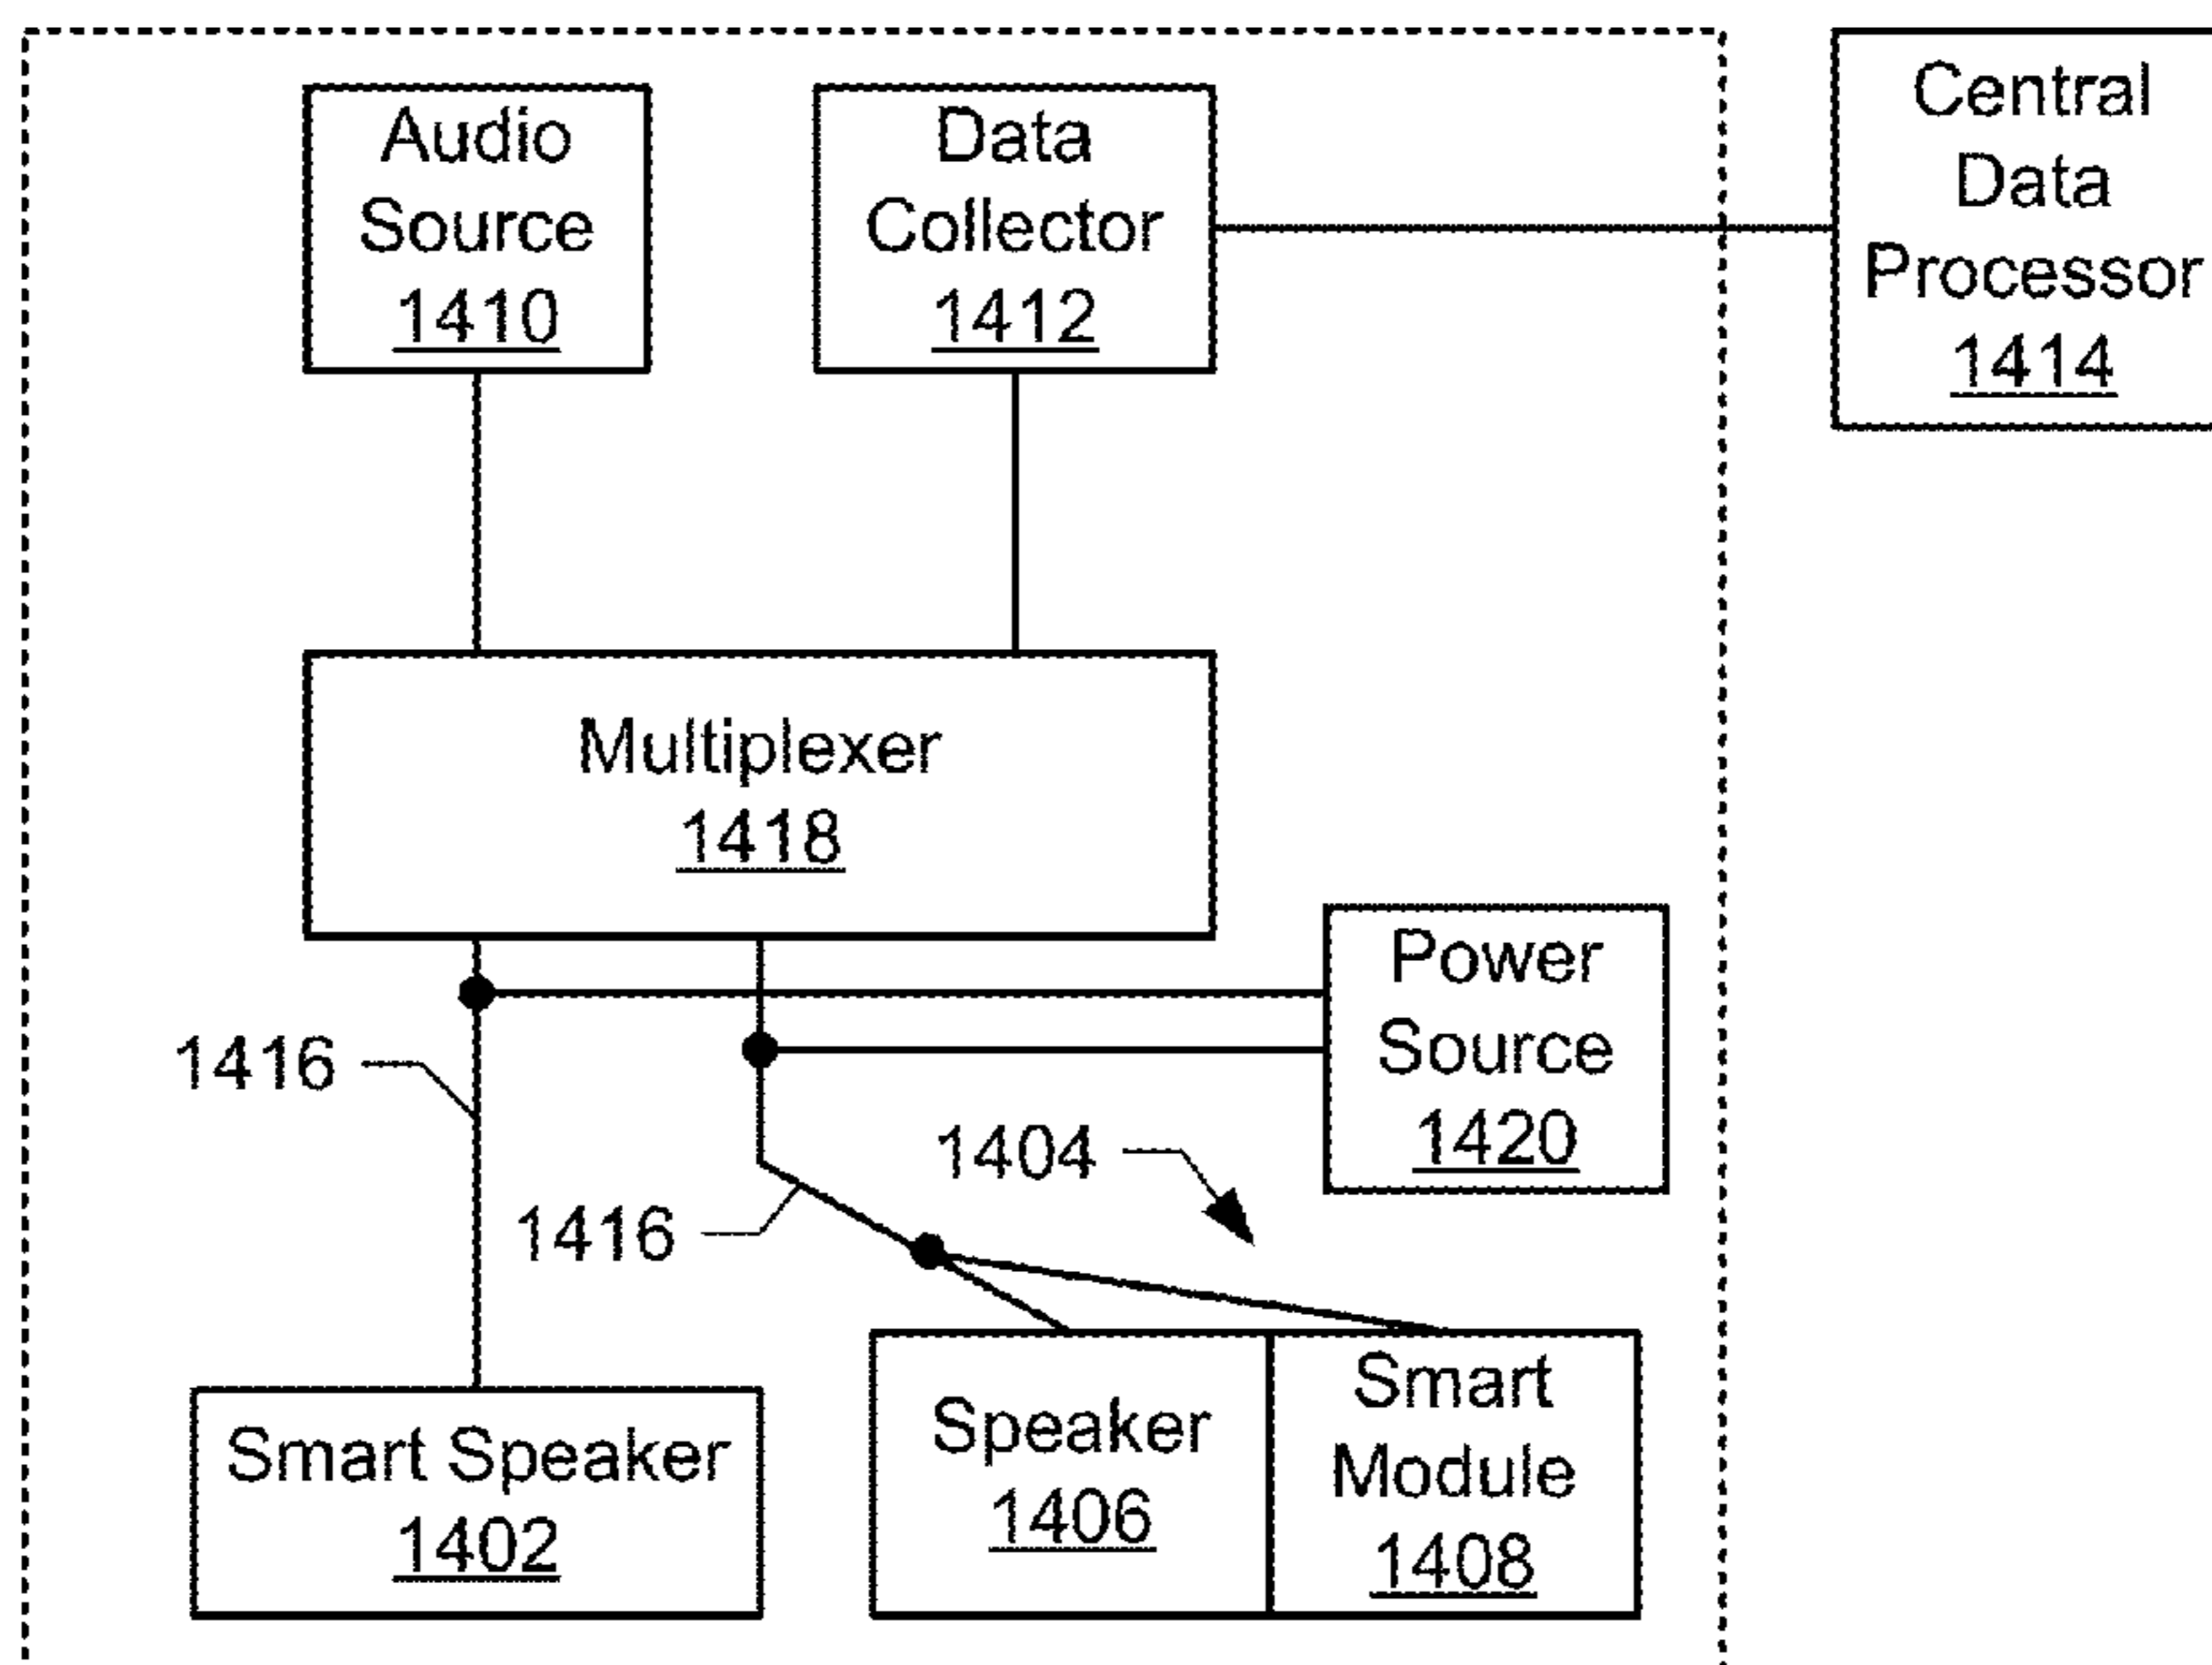 Audio
Source
1410
Data
Collector
1412
Central
Data
Processor
1414
Multiplexer
1418
Power
Source
1420
1416
1404
1416
Smart Speaker
1402
Speaker
1406
Smart
Module
1408